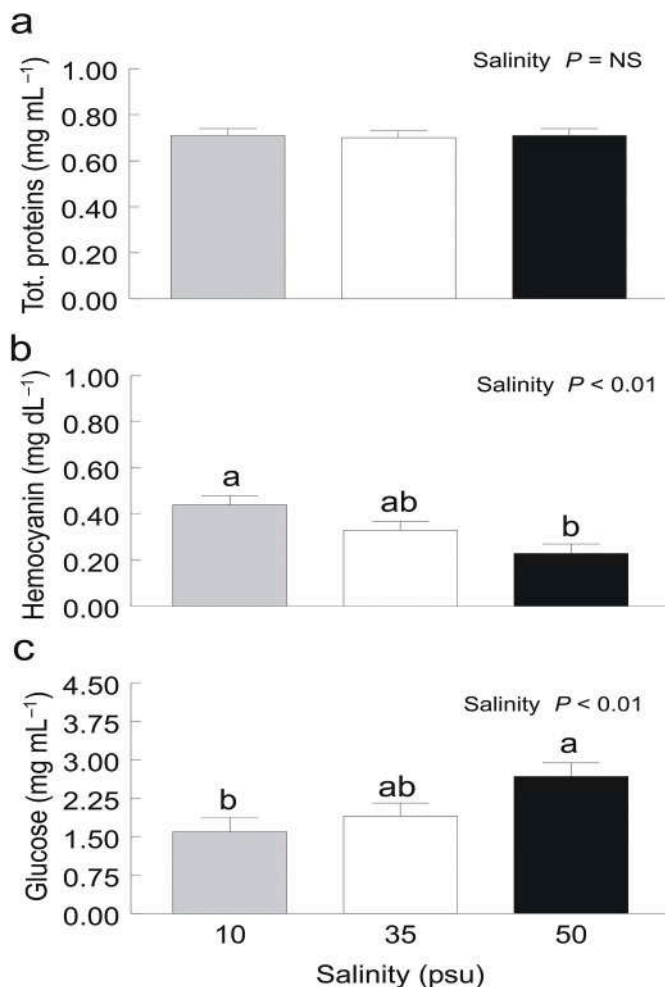 a
Salinity P = NS
Tot. proteins (mg mL⁻¹)
1.00
0.80
0.60
0.40
0.20
0.00
b
Salinity P < 0.01
Hemocyanin (mg dL⁻¹)
1.00
0.80
0.60
0.40
0.20
0.00
a
ab
b
c
Salinity P < 0.01
Glucose (mg mL⁻¹)
4.50
3.75
3.00
2.25
1.50
0.75
0.00
b
ab
a
10 35 50
Salinity (psu)